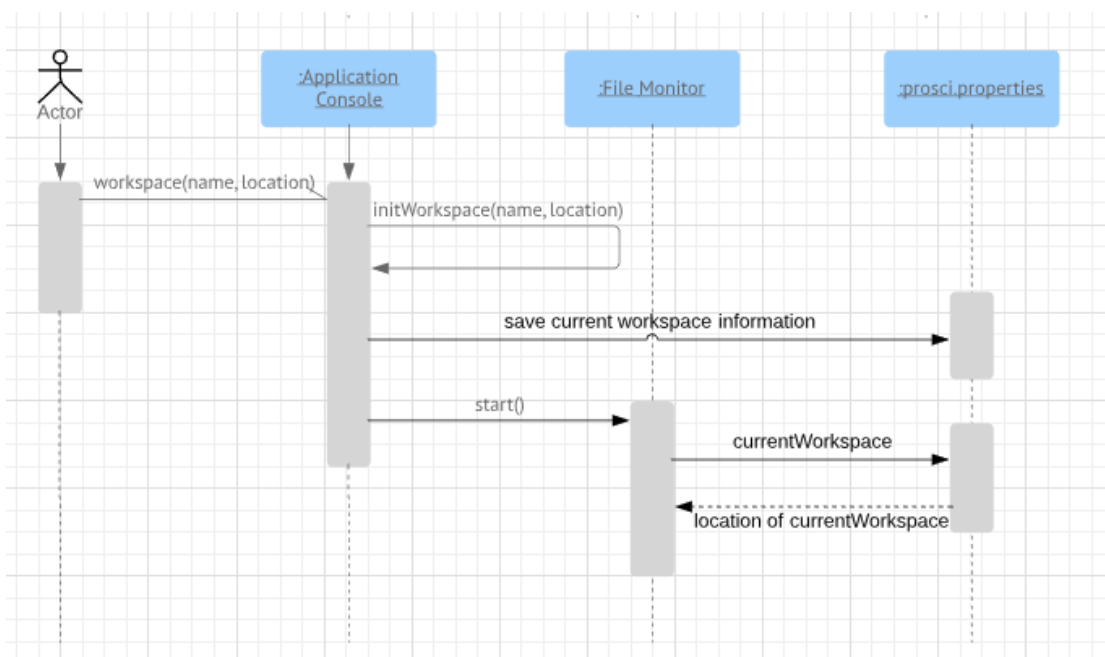 :Application
Console
:File Monitor
:prosci.properties
Actor
workspace(name, location)
initWorkspace(name, location)
save current workspace information
start()
currentWorkspace
location of currentWorkspace